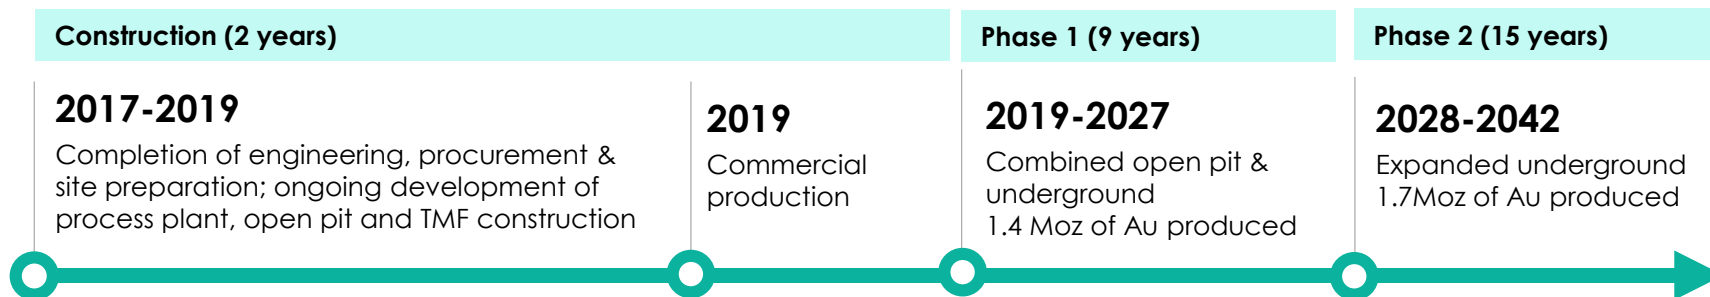 Construction (2 years)
Phase 1 (9 years)
Phase 2 (15 years)
2017-2019
Completion of engineering, procurement &
site preparation; ongoing development of
process plant, open pit and TMF construction
2019
Commercial
production
2019-2027
Combined open pit &
underground
1.4 Moz of Au produced
2028-2042
Expanded underground
1.7Moz of Au produced